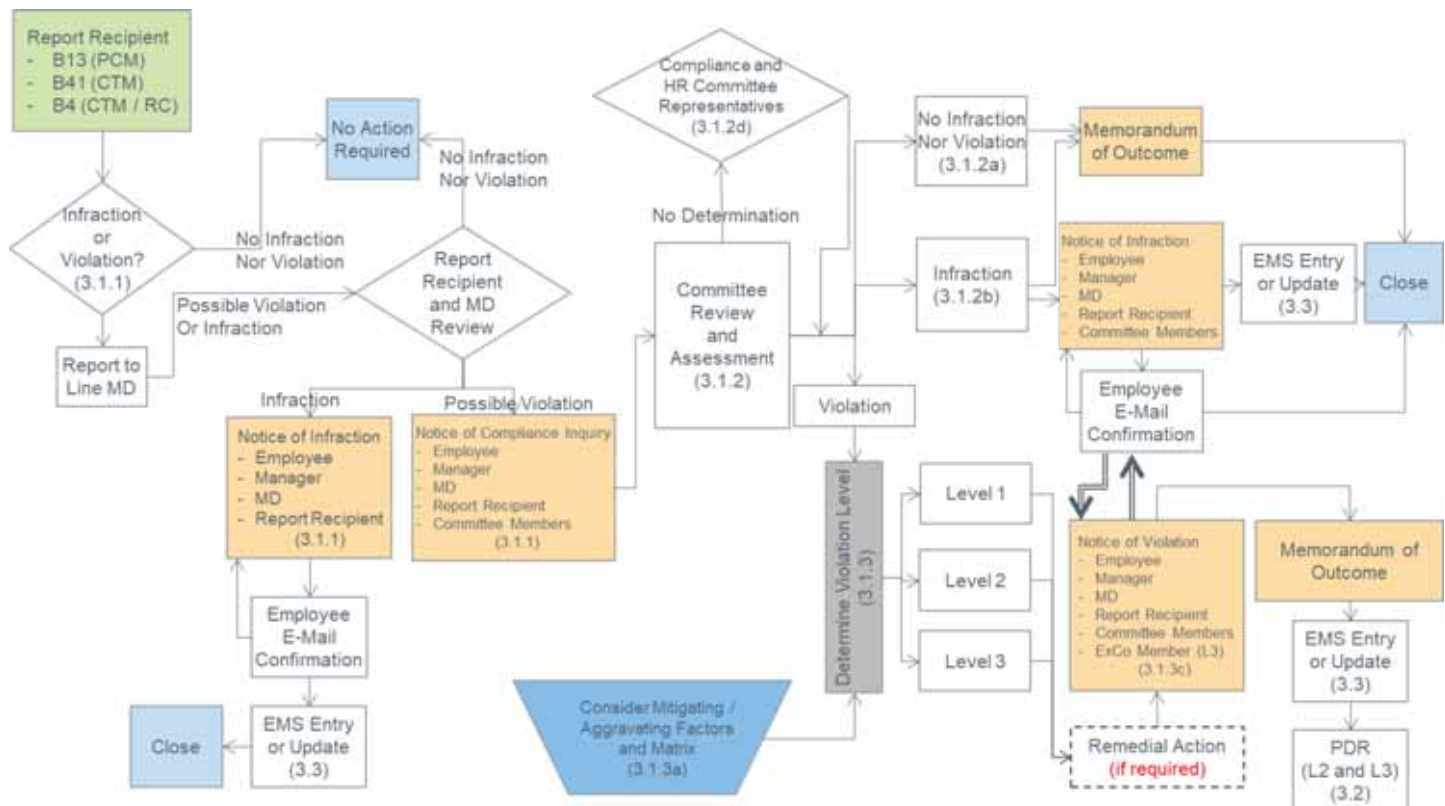 Report Recipient
- B13 (PCM)
- B41 (CTM)
- B4 (CTM / RC)
Infraction
or
Violation?
(3.1.1)
No Infraction
Nor Violation
No Action
Required
No Infraction
Nor Violation
Report to
Line MD
Possible Violation
Or Infraction
Report
Recipient
and MD
Review
Infraction
Possible Violation
Notice of Infraction
- Employee
- Manager
- MD
- Report Recipient
(3.1.1)
Notice of Compliance Inquiry
- Employee
- Manager
- MD
- Report Recipient
- Committee Members
(3.1.1)
Employee
E-Mail
Confirmation
EMS Entry
or Update
(3.3)
Close
Compliance and
HR Committee
Representatives
(3.1.2d)
No Determination
Committee
Review
and
Assessment
(3.1.2)
No Infraction
Nor Violation
(3.1.2a)
Memorandum
of Outcome
Infraction
(3.1.2b)
Notice of Infraction
- Employee
- Manager
- MD
- Report Recipient
- Committee Members
EMS Entry
or Update
(3.3)
Close
Employee
E-Mail
Confirmation
Violation
Determine Violation Level
(3.1.3)
Consider Mitigating /
Aggravating Factors
and Matrix
(3.1.3a)
Level 1
Level 2
Level 3
Remedial Action
(if required)
Notice of Violation
- Employee
- Manager
- MD
- Report Recipient
- Committee Members
- ExCo Member (L3)
(3.1.3c)
Memorandum of
Outcome
EMS Entry
or Update
(3.3)
PDR
(L2 and L3)
(3.2)